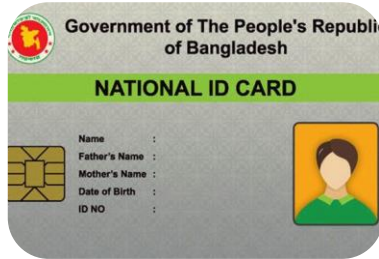 Government of The People's Republi
of Bangladesh
NATIONAL ID CARD
Name :
Father's Name :
Mother's Name :
Date of Birth :
ID NO :